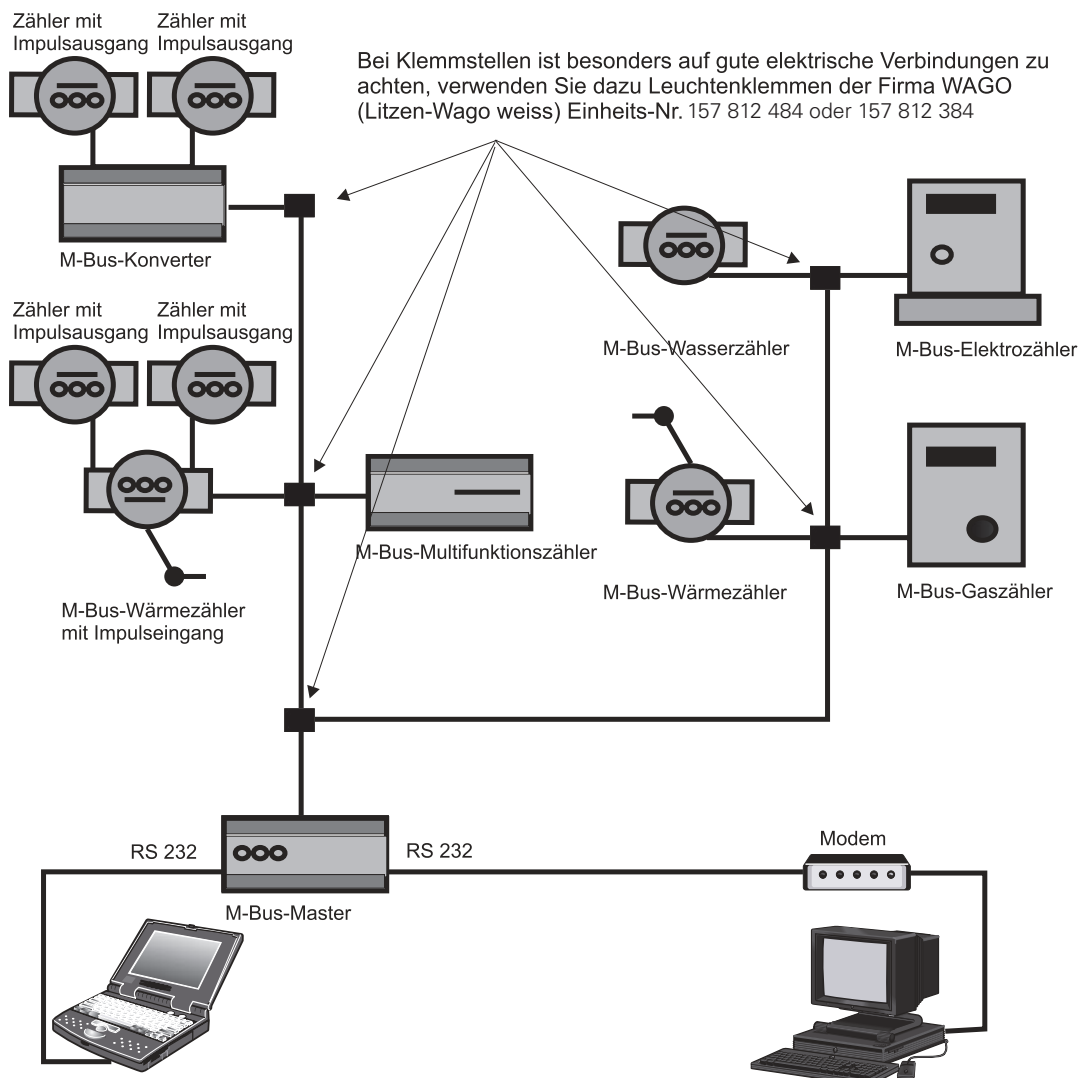 Zähler mit
Impulsausgang
Zähler mit
Impulsausgang
Bei Klemmstellen ist besonders auf gute elektrische Verbindungen zu
achten, verwenden Sie dazu Leuchtenklemmen der Firma WAGO
(Litzen-Wago weiss) Einheits-Nr. 157 812 484 oder 157 812 384
M-Bus-Konverter
Zähler mit
Impulsausgang
Zähler mit
Impulsausgang
M-Bus-Wasserzähler
M-Bus-Elektrozähler
M-Bus-Multifunktionszähler
M-Bus-Wärmezähler
mit Impulseingang
M-Bus-Wärmezähler
M-Bus-Gaszähler
RS 232
RS 232
Modem
M-Bus-Master